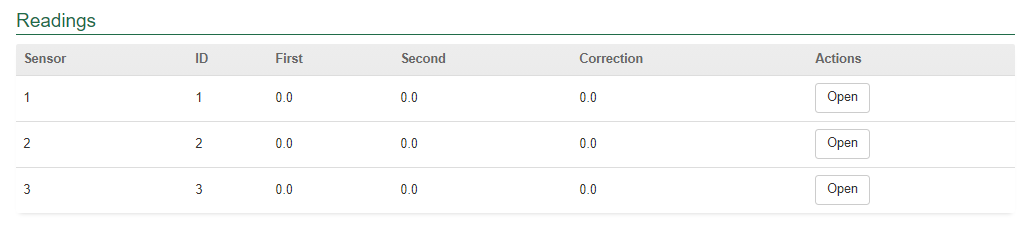 Readings
Sensor ID First Second Correction Actions
1 1 0.0 0.0 0.0 Open
2 2 0.0 0.0 0.0 Open
3 3 0.0 0.0 0.0 Open